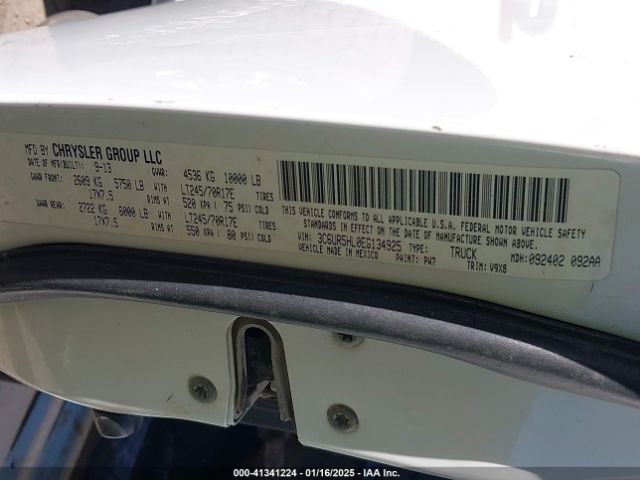 MFD BY CHRYSLER GROUP LLC
DATE OF MFR(BUILT): 9-13 GVWR: 4536 KG 10000 LB
GAWR FRONT: 2609 KG 5750 LB WITH LT245/70R17E TIRES
17X7.5 RIMS AT 520 KPA ( 75 PSI) COLD
GAWR REAR: 2722 KG 6000 LB WITH LT245/70R17E TIRES
17X7.5 RIMS AT 550 KPA ( 80 PSI) COLD
THIS VEHICLE CONFORMS TO ALL APPLICABLE U.S.A. FEDERAL MOTOR VEHICLE SAFETY
STANDARDS IN EFFECT ON THE DATE OF MANUFACTURE SHOWN ABOVE.
VIN: 3C6UR5HL0EG134925 TYPE: TRUCK MDH: 092402 092AA
VEHICLE MADE IN MEXICO PAINT: PW7 TRIM: V9X8
000-41341224 | 01/16/2025 | IAA Inc.